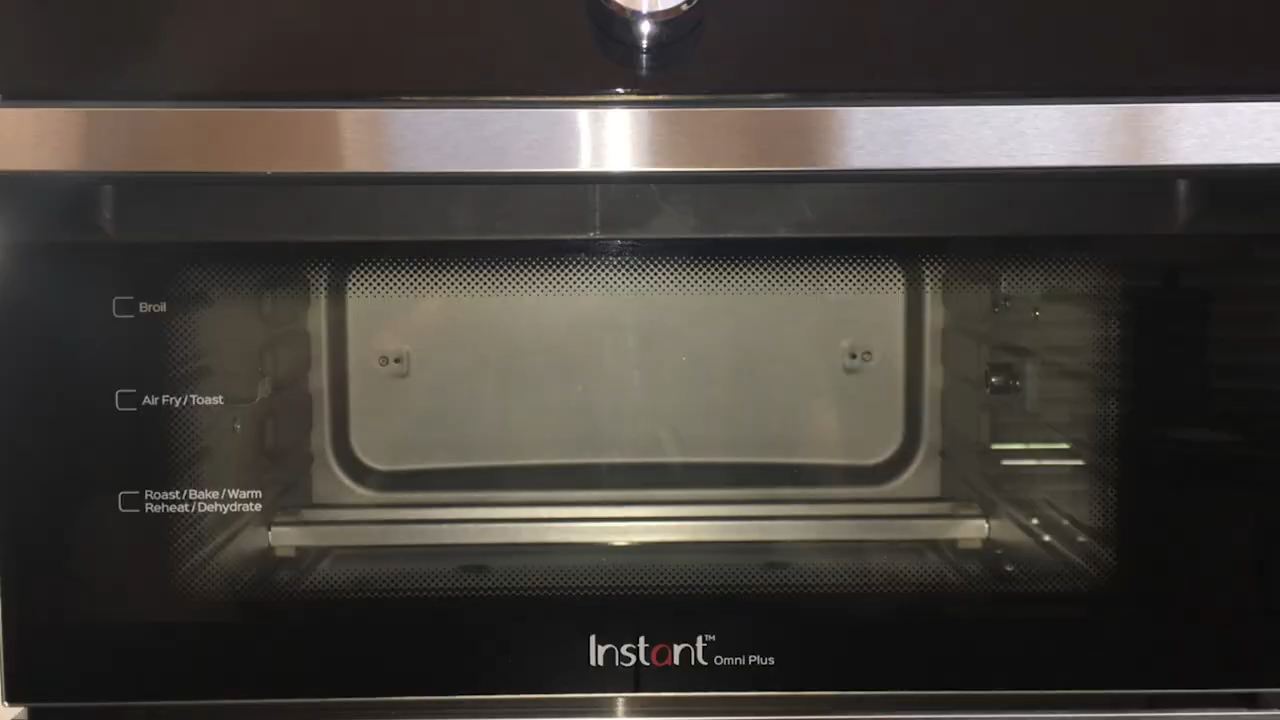 Broil
Air Fry / Toast
Roast / Bake / Warm
Reheat / Dehydrate
Instant™ Omni Plus